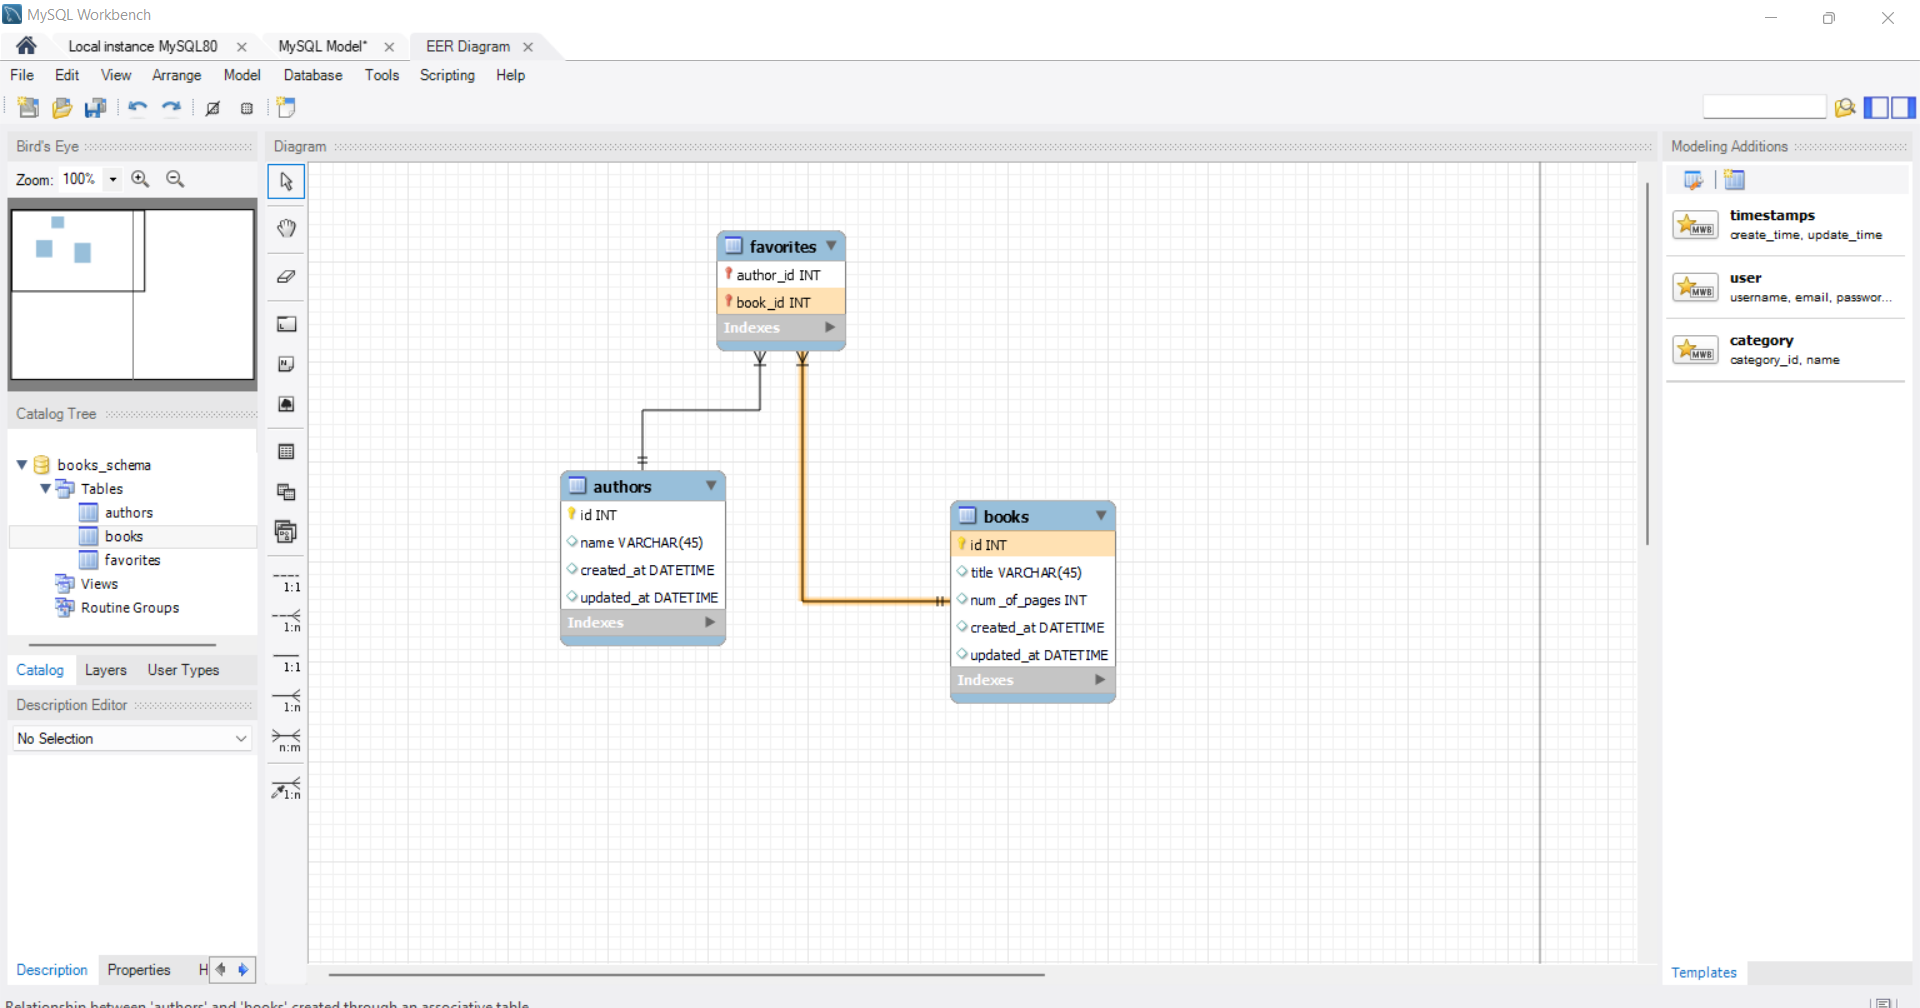 MySQL Workbench
Local instance MySQL80
MySQL Model*
EER Diagram
File Edit View Arrange Model Database Tools Scripting Help
Bird's Eye
Zoom: 100%
Catalog Tree
books_schema
Tables
authors
books
favorites
Views
Routine Groups
Catalog Layers User Types
Description Editor
No Selection
Description Properties H
Relationship between 'authors' and 'books' created through an associative table
Diagram
1:1
1:n
1:1
1:n
n:m
1:n
favorites
author_id INT
book_id INT
Indexes
authors
id INT
name VARCHAR(45)
created_at DATETIME
updated_at DATETIME
Indexes
books
id INT
title VARCHAR(45)
num_of_pages INT
created_at DATETIME
updated_at DATETIME
Indexes
Modeling Additions
MWB
timestamps
create_time, update_time
MWB
user
username, email, passwor...
MWB
category
category_id, name
Templates